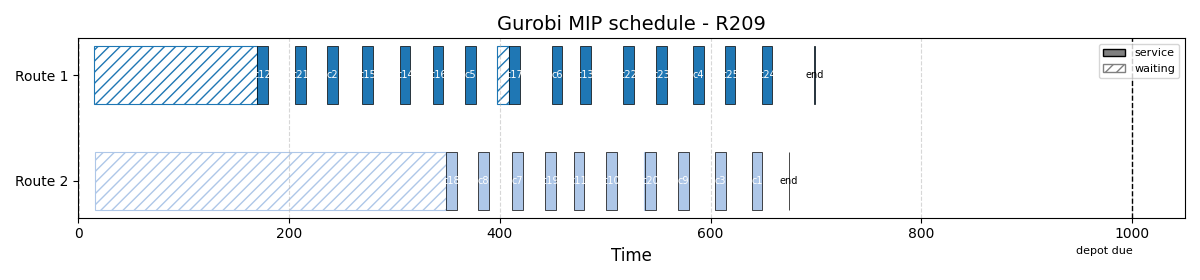 Gurobi MIP schedule - R209
Route 1
c12 c21 c2 c15 c14 c16 c5 c17 c6 c13 c22 c23 c4 c25 c24 end
service
waiting
Route 2
c18 c8 c7 c19 c11 c10 c20 c9 c3 c1 end
0 200 400 600 800 1000
Time
depot due